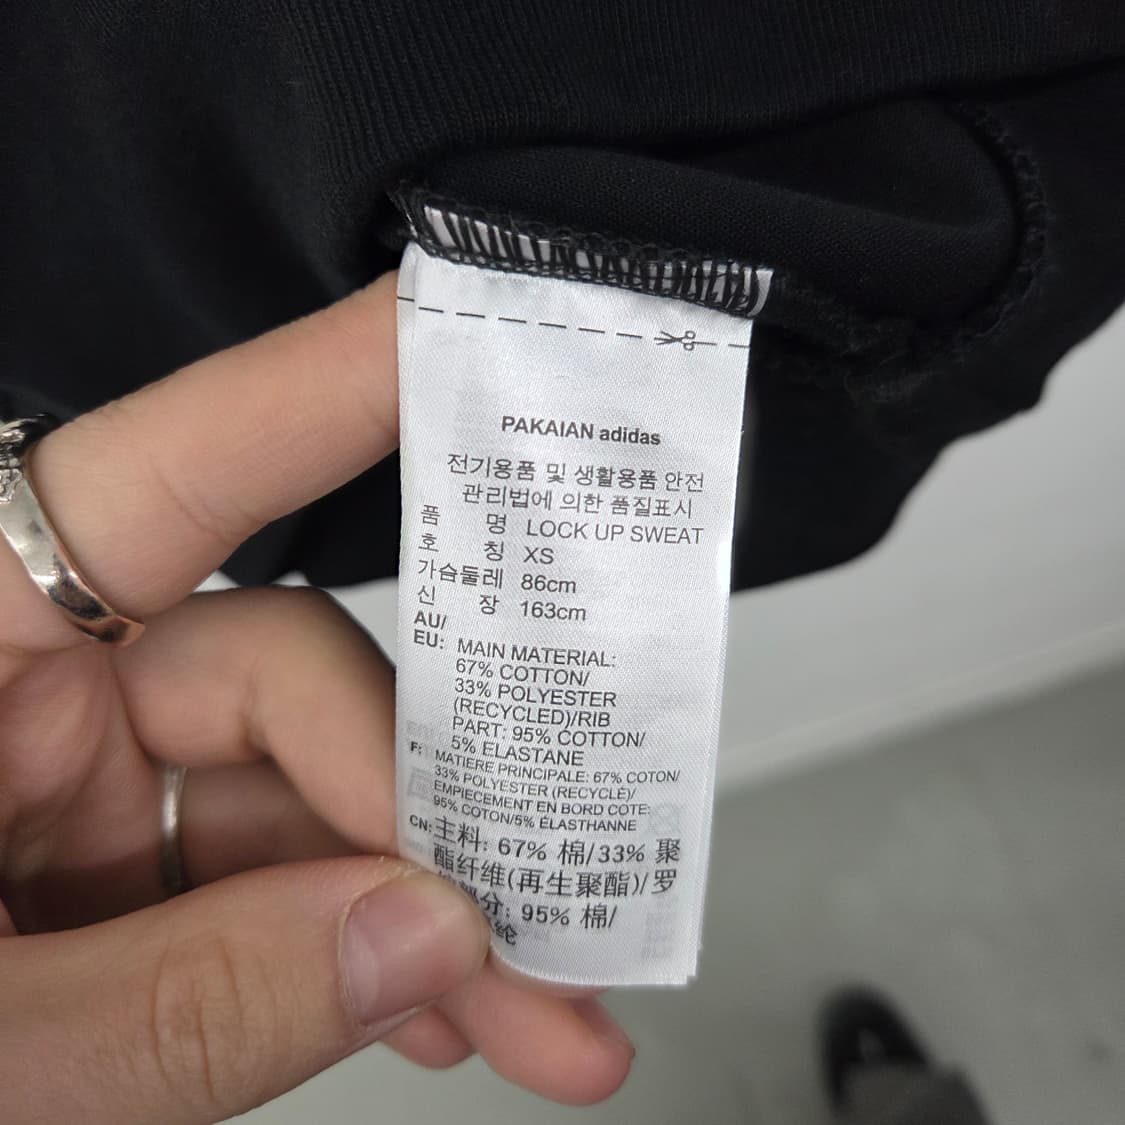 PAKAIAN adidas
전기용품 및 생활용품 안전
관리법에 의한 품질표시
품 명 LOCK UP SWEAT
호 칭 XS
가슴둘레 86cm
신 장 163cm
AU/
EU: MAIN MATERIAL:
67% COTTON/
33% POLYESTER
(RECYCLED)/RIB
PART: 95% COTTON/
5% ELASTANE
F: MATIERE PRINCIPALE: 67% COTON/
33% POLYESTER (RECYCLÉ)/
EMPIECEMENT EN BORD COTE:
95% COTON/5% ÉLASTHANNE
CN: 主料: 67% 棉/33% 聚
酯纤维(再生聚酯)/罗
部分: 95% 棉/
纶